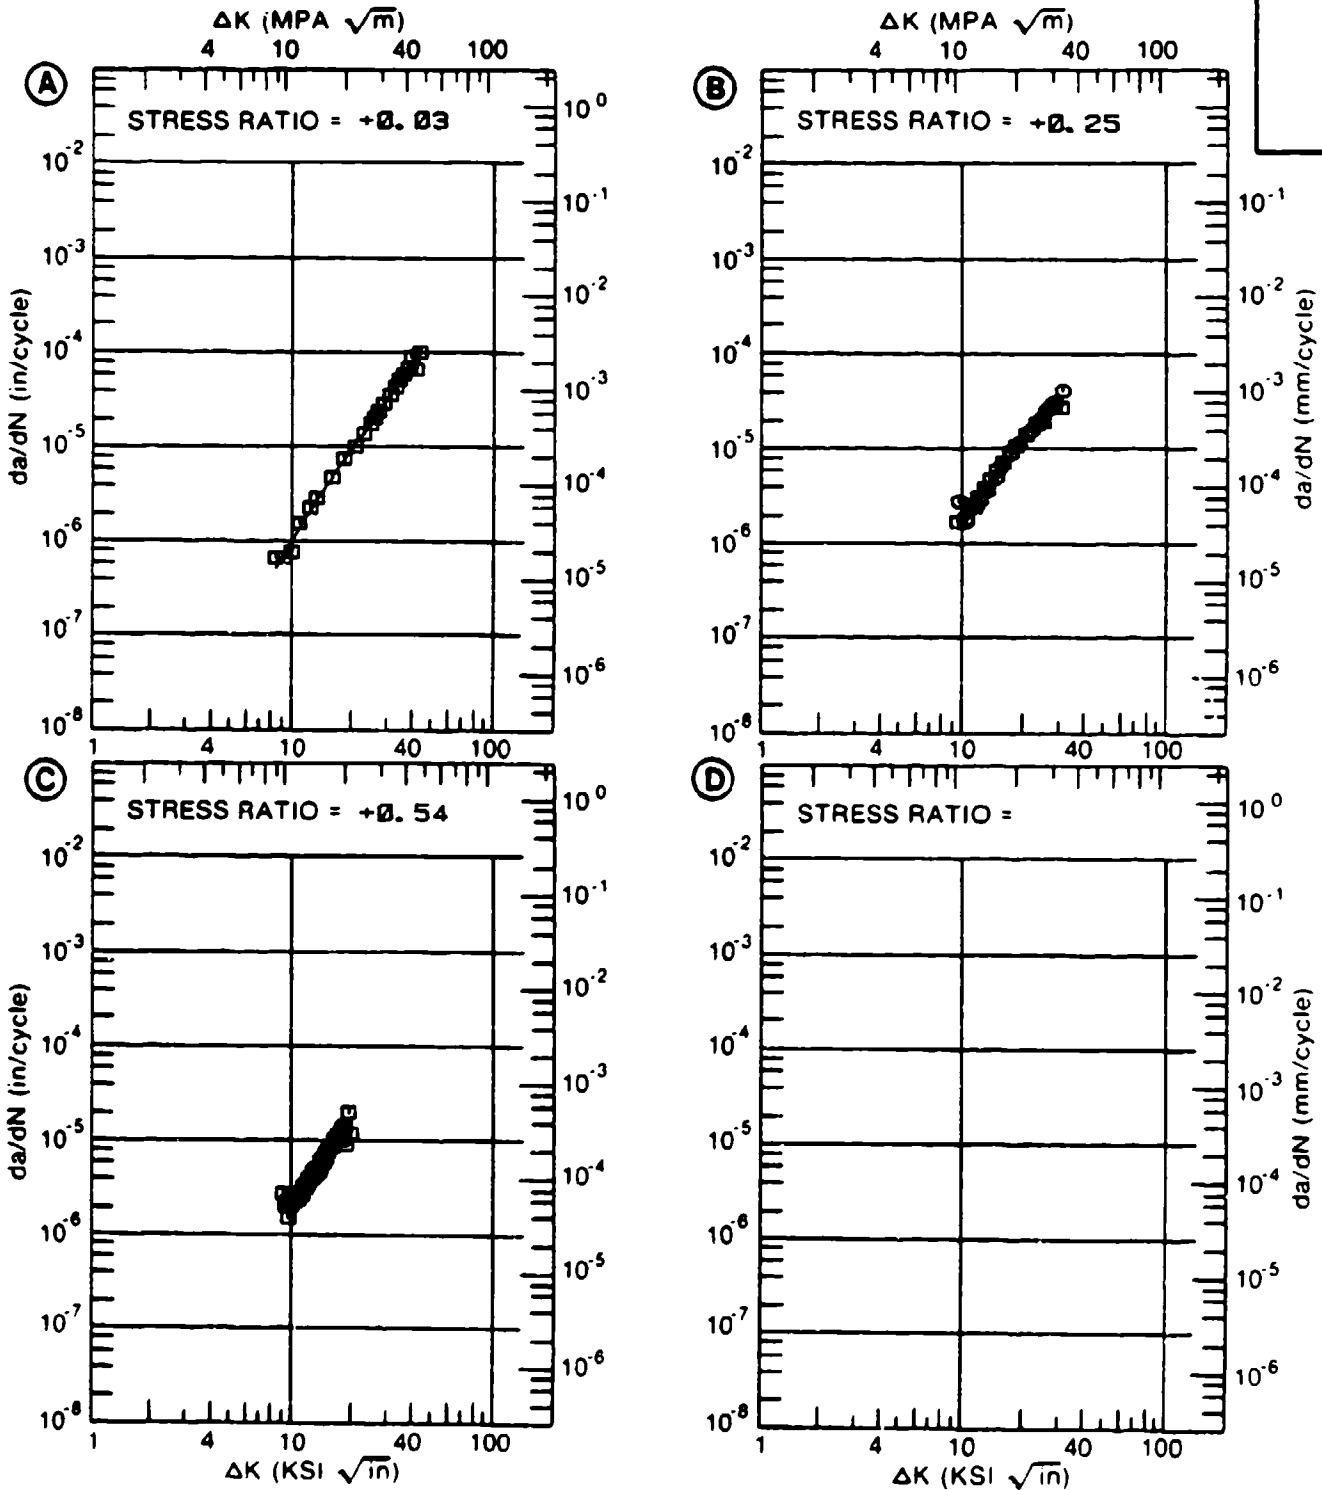 ΔK (MPA √m)
4 10 40 100
A
STRESS RATIO = +0.03
10⁰
10⁻¹
10⁻²
10⁻³
10⁻⁴
10⁻⁵
10⁻⁶
10⁻²
10⁻³
10⁻⁴
10⁻⁵
10⁻⁶
10⁻⁷
10⁻⁸
da/dN (in/cycle)
1 4 10 40 100
ΔK (MPA √m)
4 10 40 100
B
STRESS RATIO = +0.25
10⁻²
10⁻³
10⁻⁴
10⁻⁵
10⁻⁶
10⁻⁷
10⁻⁸
10⁻¹
10⁻²
10⁻³
10⁻⁴
10⁻⁵
10⁻⁶
da/dN (mm/cycle)
1 4 10 40 100
C
STRESS RATIO = +0.54
10⁰
10⁻¹
10⁻²
10⁻³
10⁻⁴
10⁻⁵
10⁻⁶
10⁻²
10⁻³
10⁻⁴
10⁻⁵
10⁻⁶
10⁻⁷
10⁻⁸
da/dN (in/cycle)
1 4 10 40 100
ΔK (KSI √in)
D
STRESS RATIO =
10⁻²
10⁻³
10⁻⁴
10⁻⁵
10⁻⁶
10⁻⁷
10⁻⁸
10⁰
10⁻¹
10⁻²
10⁻³
10⁻⁴
10⁻⁵
10⁻⁶
da/dN (mm/cycle)
1 4 10 40 100
ΔK (KSI √in)